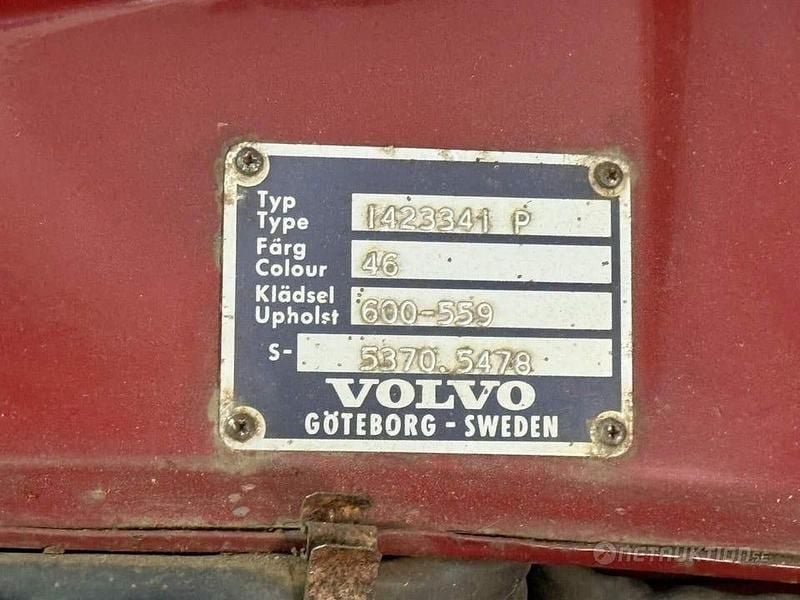 Typ
Type 1423341 P
Färg
Colour 46
Klädsel
Upholst 600-559
S- 5370.5478
VOLVO
GÖTEBORG - SWEDEN